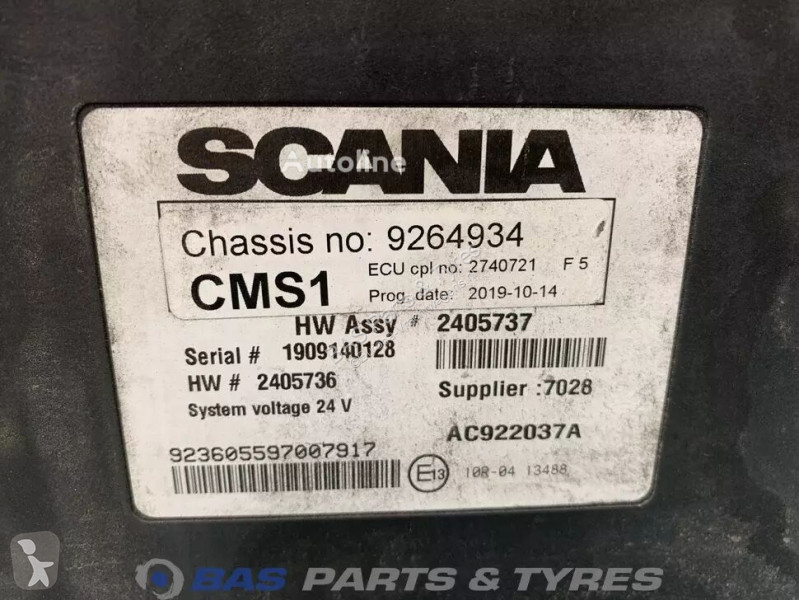 SCANIA
Autoline
Chassis no: 9264934
ECU cpl no: 2740721 F 5
CMS1 Prog. date: 2019-10-14
HW Assy # 2405737
Serial # 1909140128
HW # 2405736 Supplier :7028
System voltage 24 V
AC922037A
923605597007917
E13 10R-04 13488
BAS PARTS & TYRES